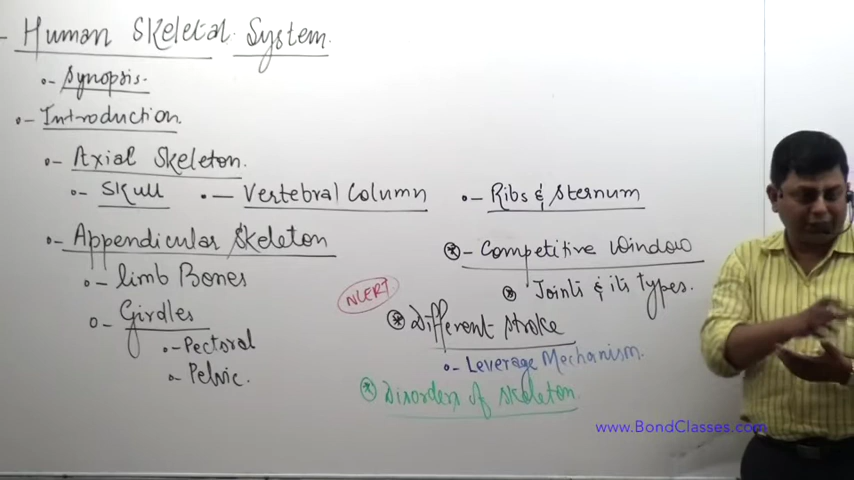 - Human Skeletal System.
- Synopsis.
- Introduction
- Axial Skeleton.
- Skull - Vertebral Column - Ribs & Sternum
- Appendicular Skeleton
- limb Bones
- Girdles
- Pectoral
- Pelvic.
- Competitive Window
Joints & its types.
NCERT
Different stroke
- Leverage Mechanism.
Disorders of skeleton.
www.BondClasses.com